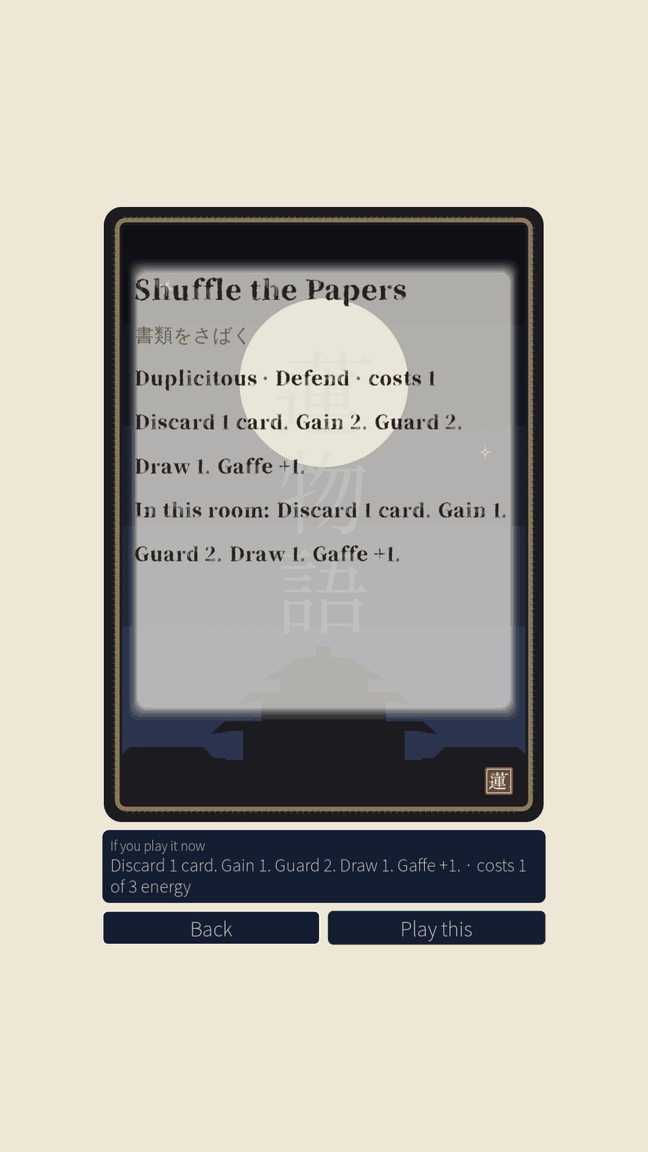 Shuffle the Papers
書類をさばく
Duplicitous · Defend · costs 1
Discard 1 card. Gain 2. Guard 2.
Draw 1. Gaffe +1.
In this room: Discard 1 card. Gain 1.
Guard 2. Draw 1. Gaffe +1.
蓮
物
語
蓮
If you play it now
Discard 1 card. Gain 1. Guard 2. Draw 1. Gaffe +1. · costs 1
of 3 energy
Back
Play this